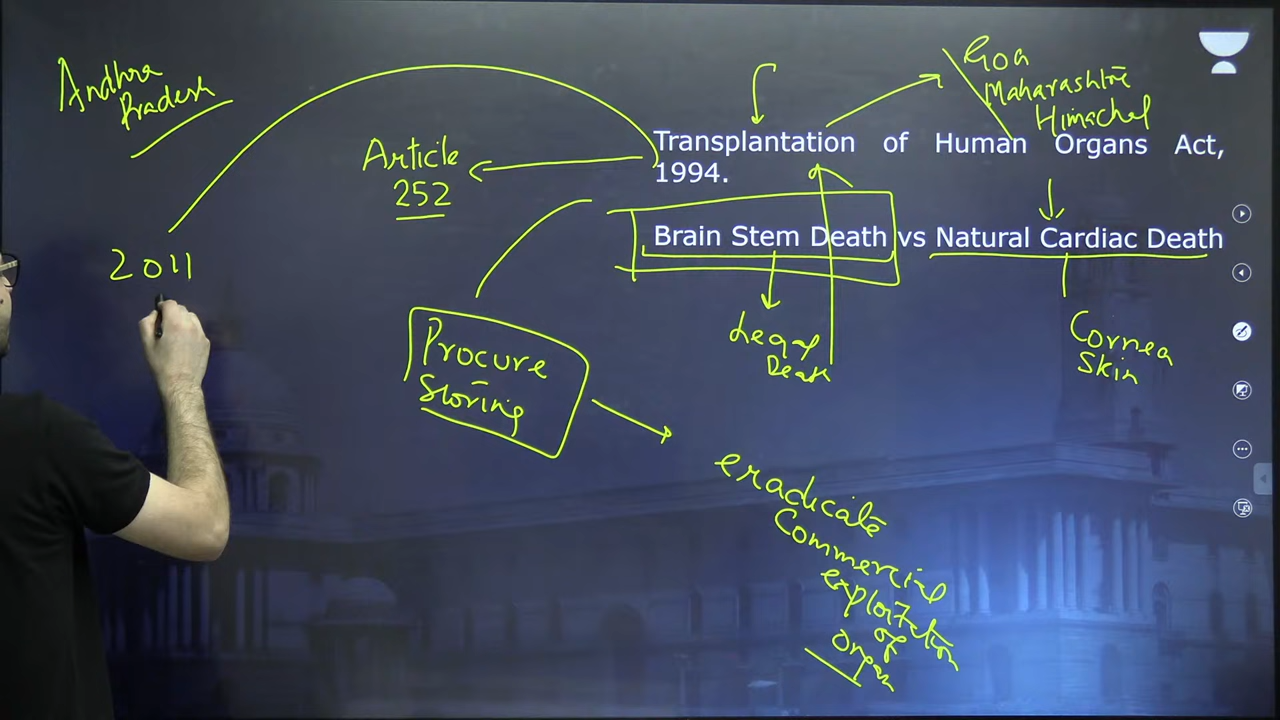 Andhra
Pradesh
Goa
Maharashtra
Himachal
Transplantation of Human Organs Act,
1994.
Article
252
Brain Stem Death vs Natural Cardiac Death
2011
Legal
Death
Cornea
Skin
Procure
Storing
eradicate
Commercial
exploitation
of
organ